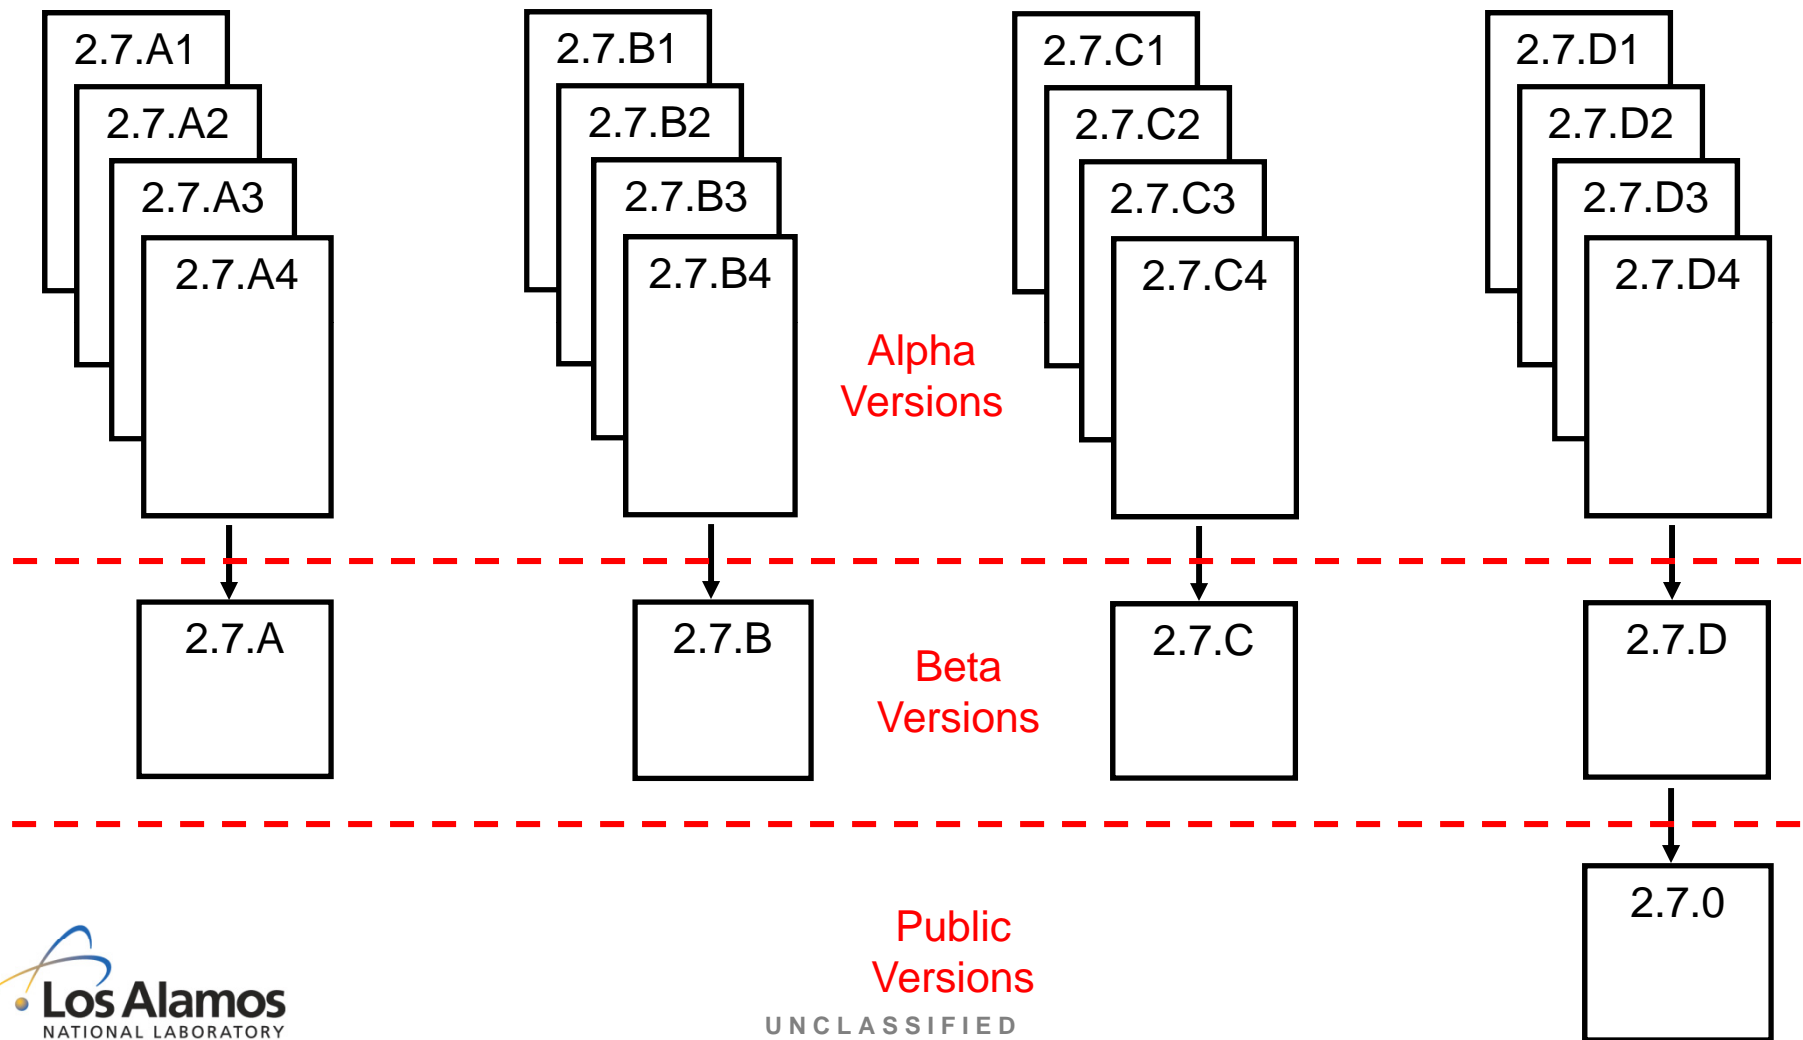 2.7.A1
2.7.A2
2.7.A3
2.7.A4
2.7.B1
2.7.B2
2.7.B3
2.7.B4
2.7.C1
2.7.C2
2.7.C3
2.7.C4
2.7.D1
2.7.D2
2.7.D3
2.7.D4
Alpha
Versions
2.7.A
2.7.B
Beta
Versions
2.7.C
2.7.D
Public
Versions
2.7.0
Los Alamos
NATIONAL LABORATORY
UNCLASSIFIED